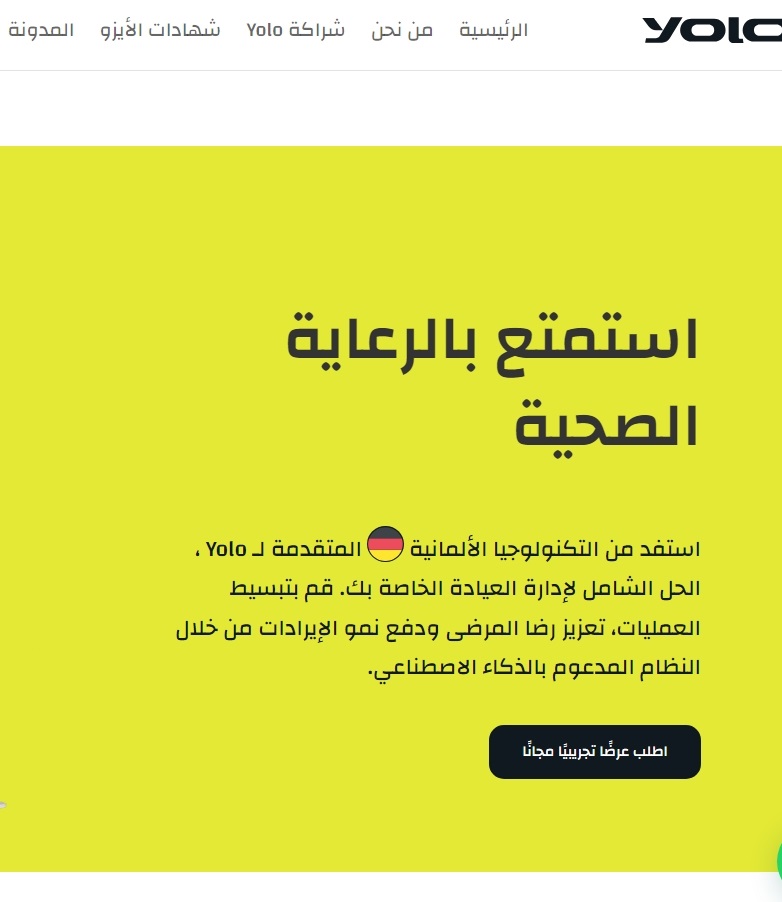 yolo
الرئيسية
من نحن
شراكة Yolo
شهادات الأيزو
المدونة
استمتع بالرعاية
الصحية
استفد من التكنولوجيا الألمانية المتقدمة لـ Yolo ،
الحل الشامل لإدارة العيادة الخاصة بك. قم بتبسيط
العمليات، تعزيز رضا المرضى ودفع نمو الإيرادات من خلال
النظام المدعوم بالذكاء الاصطناعي.
اطلب عرضًا تجريبيًا مجانًا